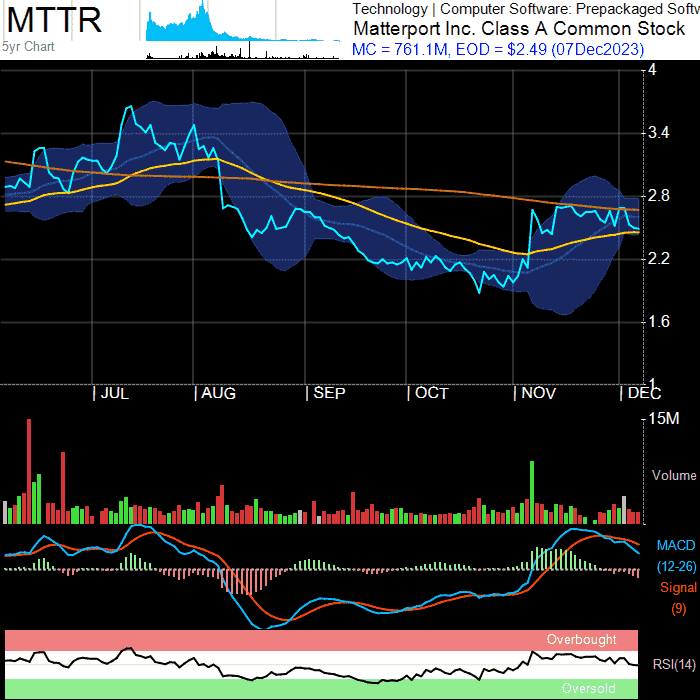 MTTR
5yr Chart
Technology | Computer Software: Prepackaged Softw
Matterport Inc. Class A Common Stock
MC = 761.1M, EOD = $2.49 (07Dec2023)
4
3.4
2.8
2.2
1.6
1
| JUL | AUG | SEP | OCT | NOV | DEC
15M
Volume
MACD
(12-26)
Signal
(9)
Overbought
RSI(14)
Oversold